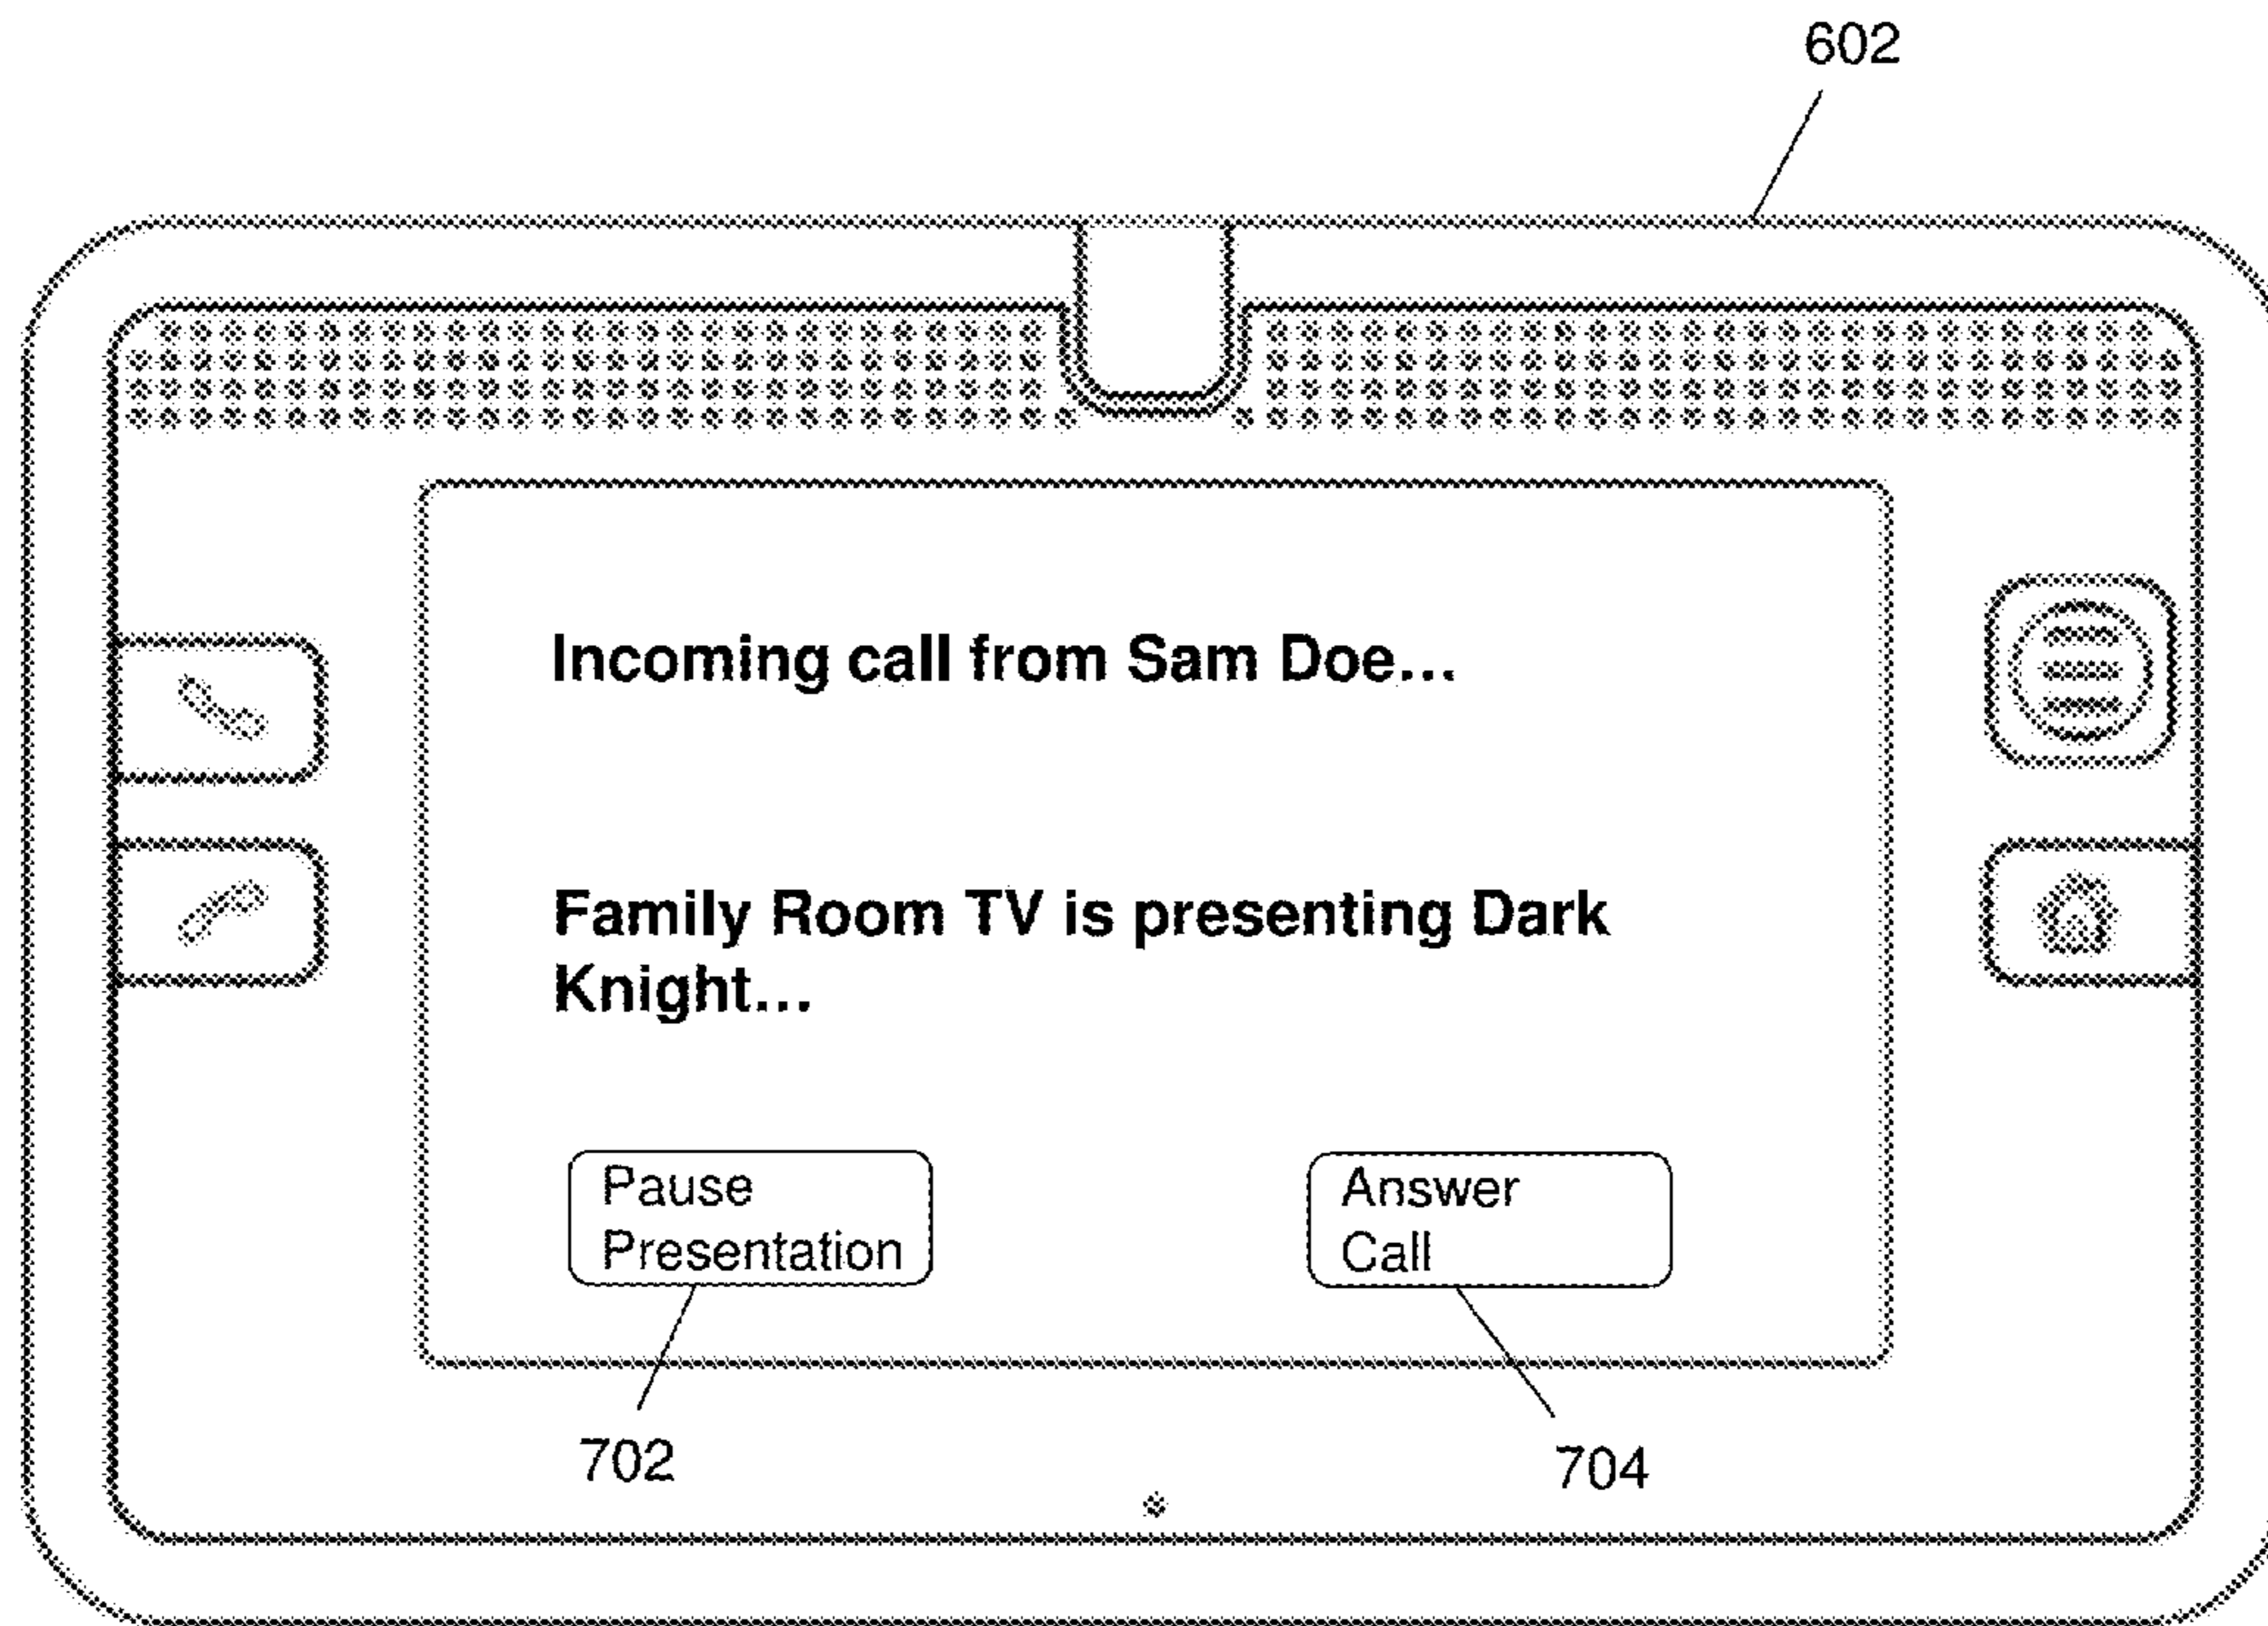 602
Incoming call from Sam Doe...
Family Room TV is presenting Dark
Knight...
Pause
Presentation
Answer
Call
702
704